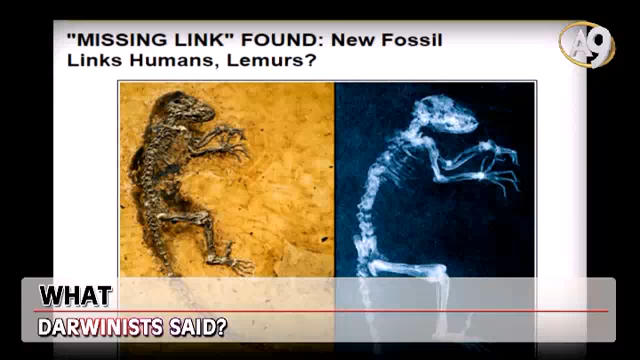 "MISSING LINK" FOUND: New Fossil
Links Humans, Lemurs?
A9
WHAT
DARWINISTS SAID?